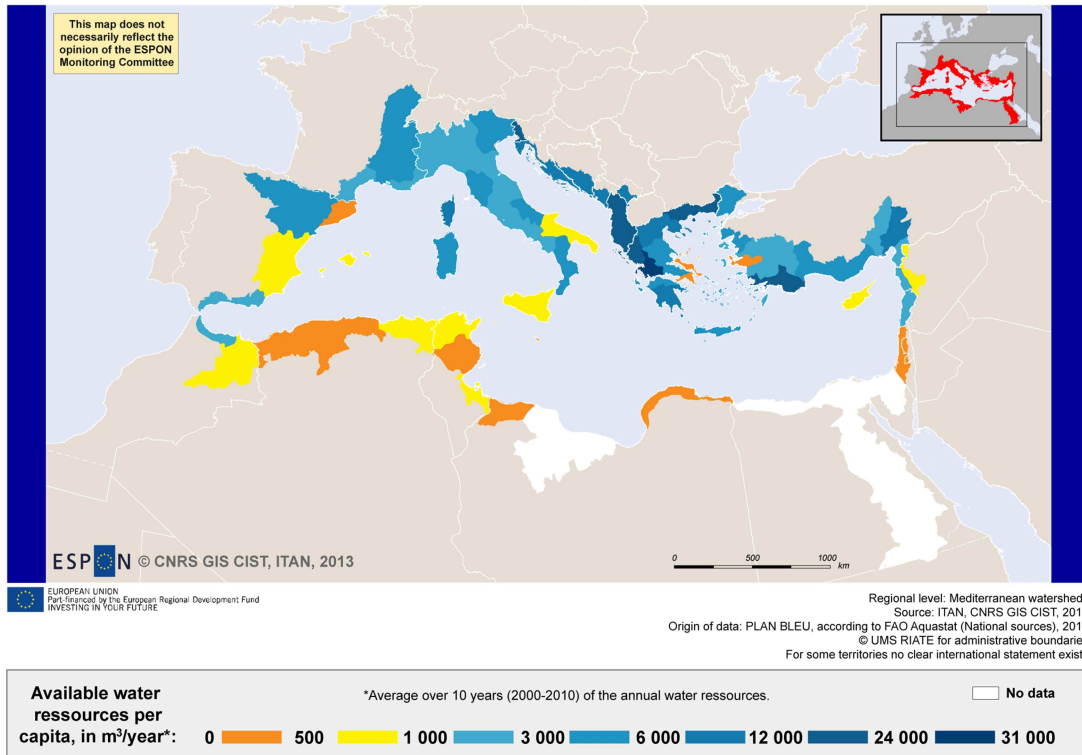 This map does not
necessarily reflect the
opinion of the ESPON
Monitoring Committee
ESPON © CNRS GIS CIST, ITAN, 2013
0 500 1000
km
EUROPEAN UNION
Part-financed by the European Regional Development Fund
INVESTING IN YOUR FUTURE
Regional level: Mediterranean watershed
Source: ITAN, CNRS GIS CIST, 201
Origin of data: PLAN BLEU, according to FAO Aquastat (National sources), 201
© UMS RIATE for administrative boundarie
For some territories no clear international statement exist
Available water
ressources per
capita, in m³/year*:
*Average over 10 years (2000-2010) of the annual water ressources.
No data
0 500 1 000 3 000 6 000 12 000 24 000 31 000